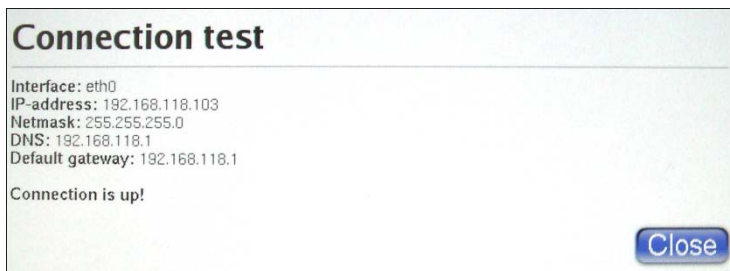 Connection test
Interface: eth0
IP-address: 192.168.118.103
Netmask: 255.255.255.0
DNS: 192.168.118.1
Default gateway: 192.168.118.1
Connection is up!
Close